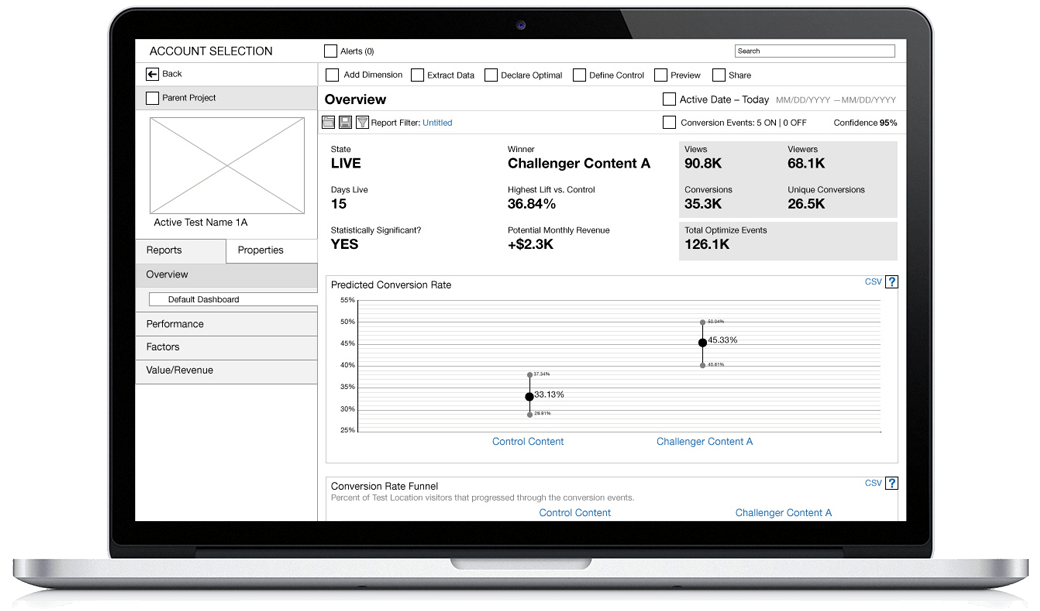 ACCOUNT SELECTION
Alerts (0)
Search
Back
Add Dimension Extract Data Declare Optimal Define Control Preview Share
Parent Project
Overview
Active Date – Today MM/DD/YYYY – MM/DD/YYYY
Report Filter: Untitled
Conversion Events: 5 ON | 0 OFF Confidence 95%
Active Test Name 1A
Reports Properties
Overview
Default Dashboard
Performance
Factors
Value/Revenue
State
LIVE
Winner
Challenger Content A
Views
90.8K
Viewers
68.1K
Days Live
15
Highest Lift vs. Control
36.84%
Conversions
35.3K
Unique Conversions
26.5K
Statistically Significant?
YES
Potential Monthly Revenue
+$2.3K
Total Optimize Events
126.1K
Predicted Conversion Rate
CSV ?
55%
50%
45%
40%
35%
30%
25%
37.34%
33.13%
45.33%
Control Content
Challenger Content A
Conversion Rate Funnel
CSV ?
Percent of Test Location visitors that progressed through the conversion events.
Control Content
Challenger Content A